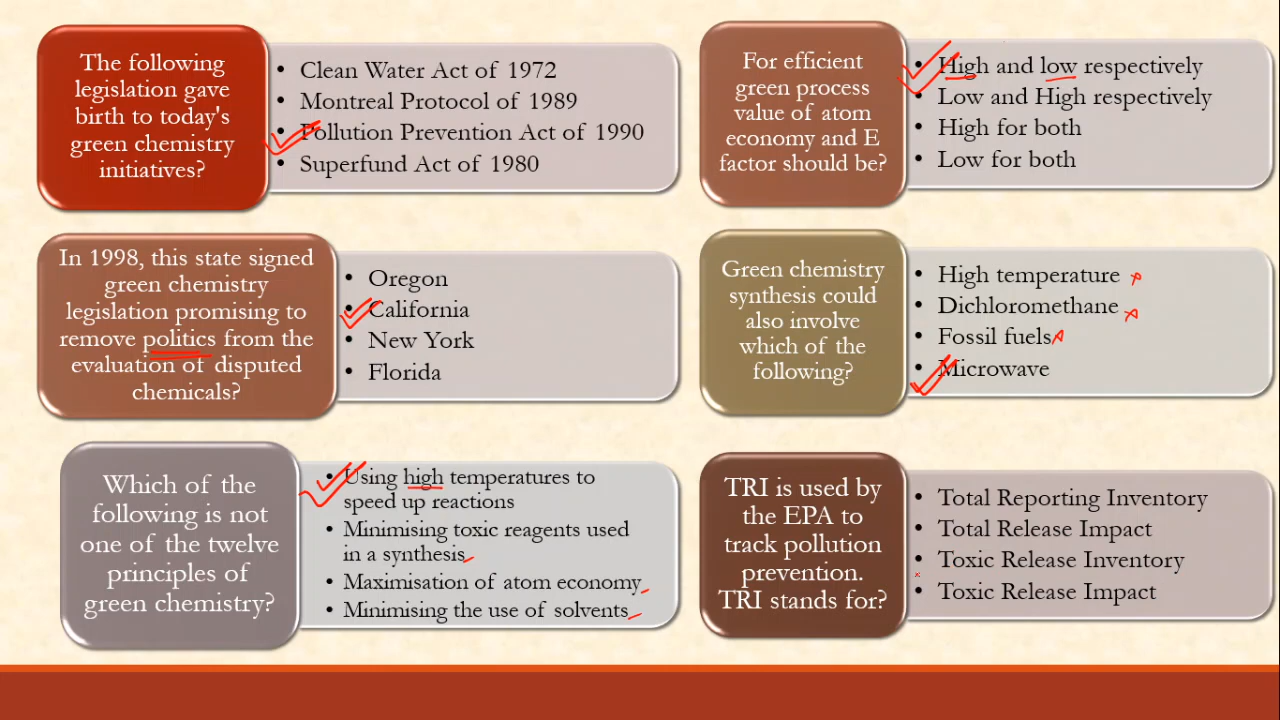 The following
legislation gave
birth to today's
green chemistry
initiatives?
• Clean Water Act of 1972
• Montreal Protocol of 1989
• Pollution Prevention Act of 1990
• Superfund Act of 1980
For efficient
green process
value of atom
economy and E
factor should be?
• High and low respectively
• Low and High respectively
• High for both
• Low for both
In 1998, this state signed
green chemistry
legislation promising to
remove politics from the
evaluation of disputed
chemicals?
• Oregon
• California
• New York
• Florida
Green chemistry
synthesis could
also involve
which of the
following?
• High temperature
• Dichloromethane
• Fossil fuels
• Microwave
Which of the
following is not
one of the twelve
principles of
green chemistry?
• Using high temperatures to
speed up reactions
• Minimising toxic reagents used
in a synthesis
• Maximisation of atom economy
• Minimising the use of solvents
TRI is used by
the EPA to
track pollution
prevention.
TRI stands for?
• Total Reporting Inventory
• Total Release Impact
• Toxic Release Inventory
• Toxic Release Impact